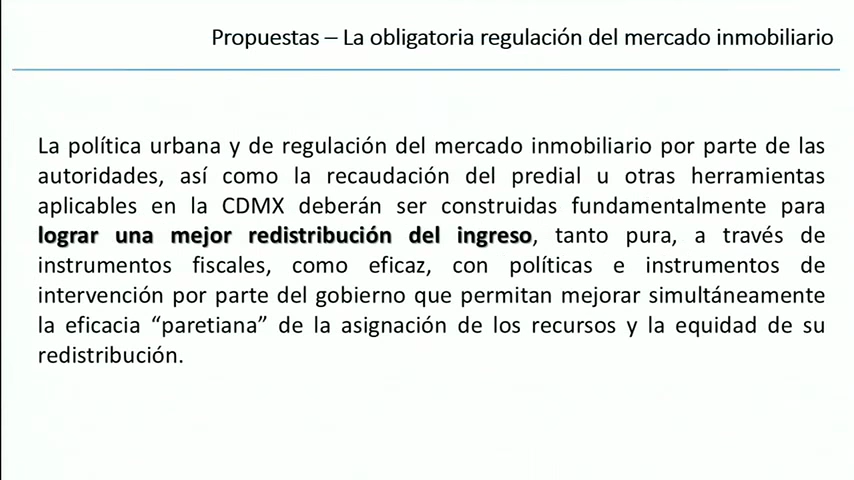 Propuestas – La obligatoria regulación del mercado inmobiliario
La política urbana y de regulación del mercado inmobiliario por parte de las
autoridades, así como la recaudación del predial u otras herramientas
aplicables en la CDMX deberán ser construidas fundamentalmente para
lograr una mejor redistribución del ingreso, tanto pura, a través de
instrumentos fiscales, como eficaz, con políticas e instrumentos de
intervención por parte del gobierno que permitan mejorar simultáneamente
la eficacia “paretiana” de la asignación de los recursos y la equidad de su
redistribución.